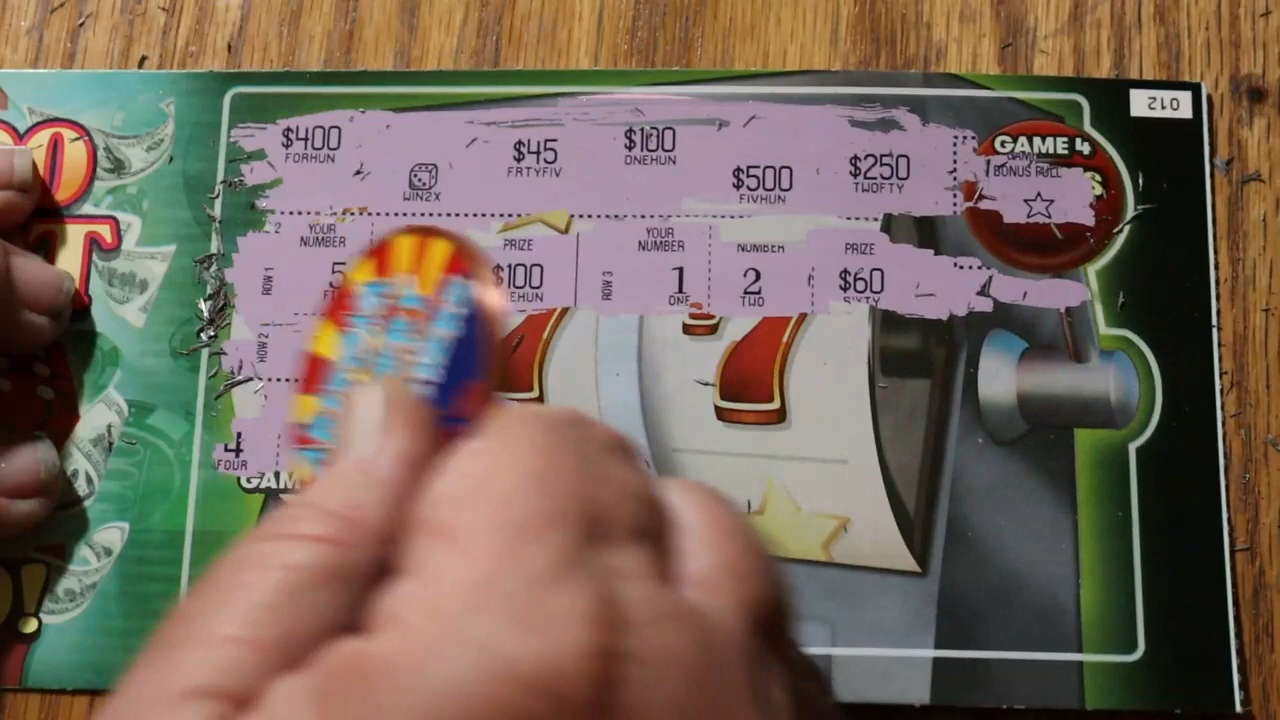 012
GAME 4
BONUS PULL
$400
FORHUN
WIN2X
$45
FRTYFIV
$100
ONEHUN
$500
FIVHUN
$250
TWOFTY
YOUR
NUMBER
PRIZE
YOUR
NUMBER
NUMBER
PRIZE
ROW 1
5
$100
ROW 3
1
ONE
2
TWO
$60
SIXTY
ROW 2
4
FOUR